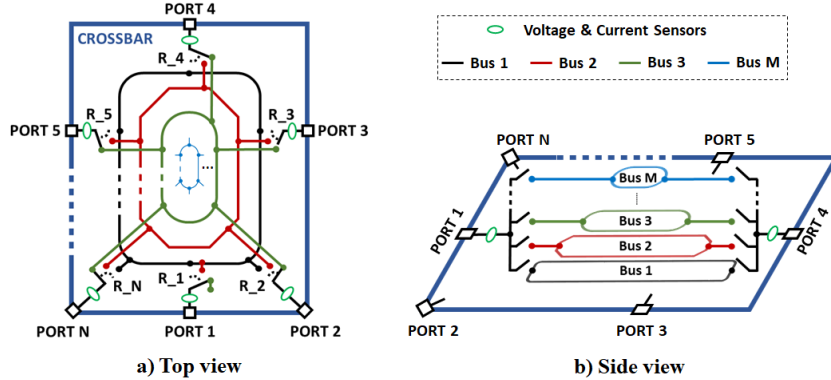 PORT 4
CROSSBAR
R_4
R_5
R_3
PORT 5
PORT 3
...
R_N
R_1
R_2
PORT N
PORT 1
PORT 2
a) Top view
Voltage & Current Sensors
Bus 1
Bus 2
Bus 3
Bus M
PORT N
PORT 5
Bus M
PORT 1
Bus 3
PORT 4
Bus 2
Bus 1
PORT 2
PORT 3
b) Side view